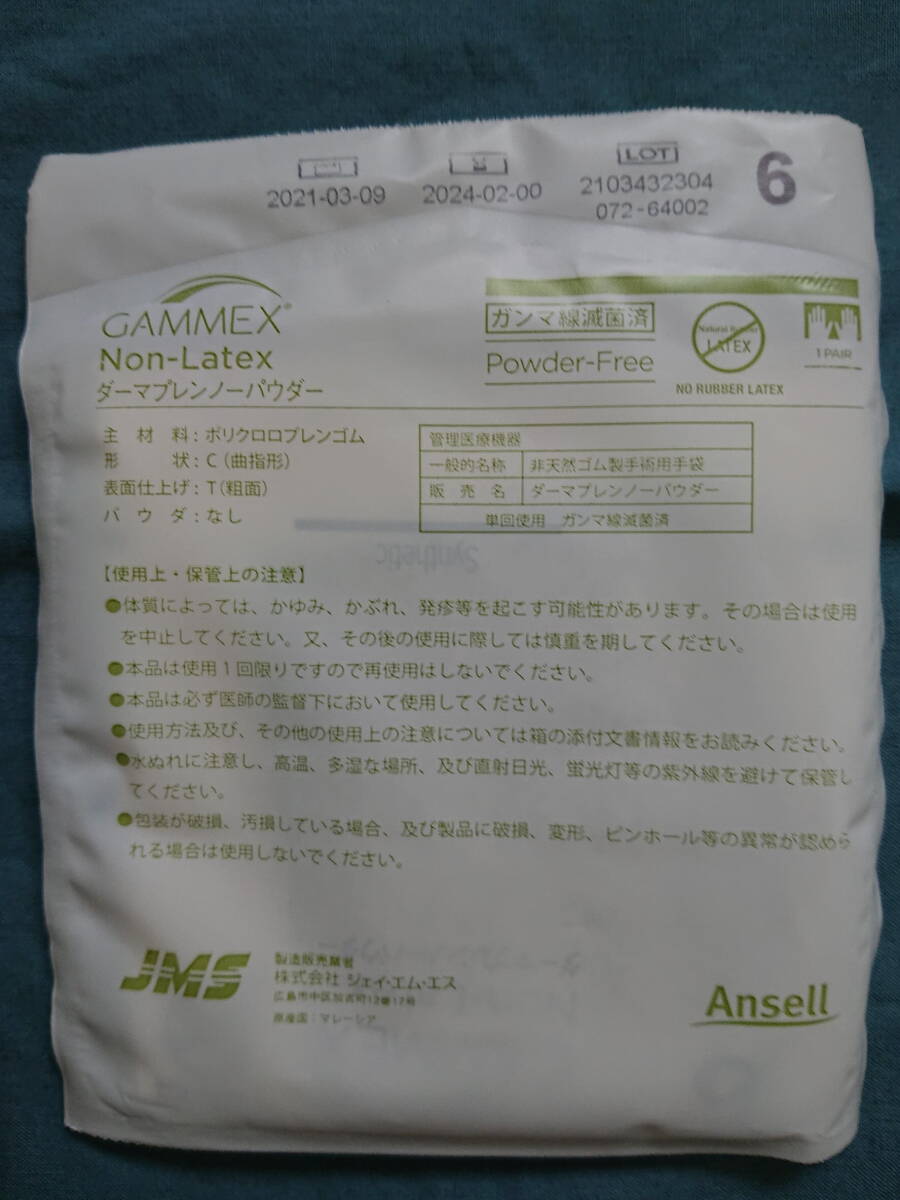 2021-03-09
2024-02-00
LOT
2103432304
072-64002
6
GAMMEX®
Non-Latex
ダーマプレンノーパウダー
ガンマ線滅菌済
Powder-Free
Natural Rubber
LATEX
NO RUBBER LATEX
1 PAIR
主材料:ポリクロロプレンゴム
形状:C(曲指形)
表面仕上げ:T(粗面)
パウダ:なし
管理医療機器
一般的名称 非天然ゴム製手術用手袋
販売名 ダーマプレンノーパウダー
単回使用 ガンマ線滅菌済
Synthetic
【使用上・保管上の注意】
●体質によっては、かゆみ、かぶれ、発疹等を起こす可能性があります。その場合は使用
を中止してください。又、その後の使用に際しては慎重を期してください。
●本品は使用1回限りですので再使用はしないでください。
●本品は必ず医師の監督下において使用してください。
●使用方法及び、その他の使用上の注意については箱の添付文書情報をお読みください。
●水ぬれに注意し、高温、多湿な場所、及び直射日光、蛍光灯等の紫外線を避けて保管し
てください。
●包装が破損、汚損している場合、及び製品に破損、変形、ピンホール等の異常が認めら
れる場合は使用しないでください。
JMS
製造販売業者
株式会社 ジェイ・エム・エス
広島市中区加古町12番17号
原産国:マレーシア
Ansell